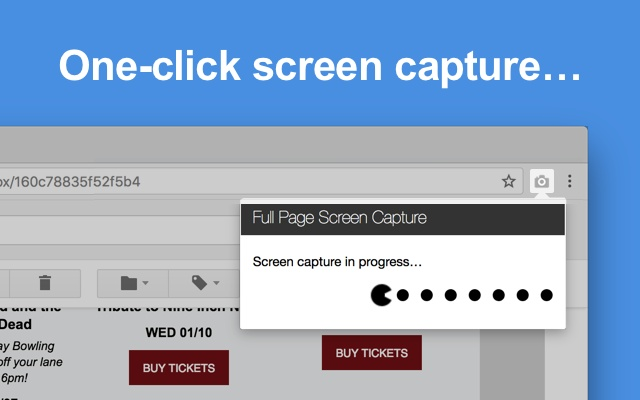 One-click screen capture...
ox/160c78835f52f5b4
Full Page Screen Capture
Screen capture in progress...
d and the
Dead
ay Bowling
off your lane
6pm!
Tribute to Nine Inch N
WED 01/10
BUY TICKETS
BUY TICKETS